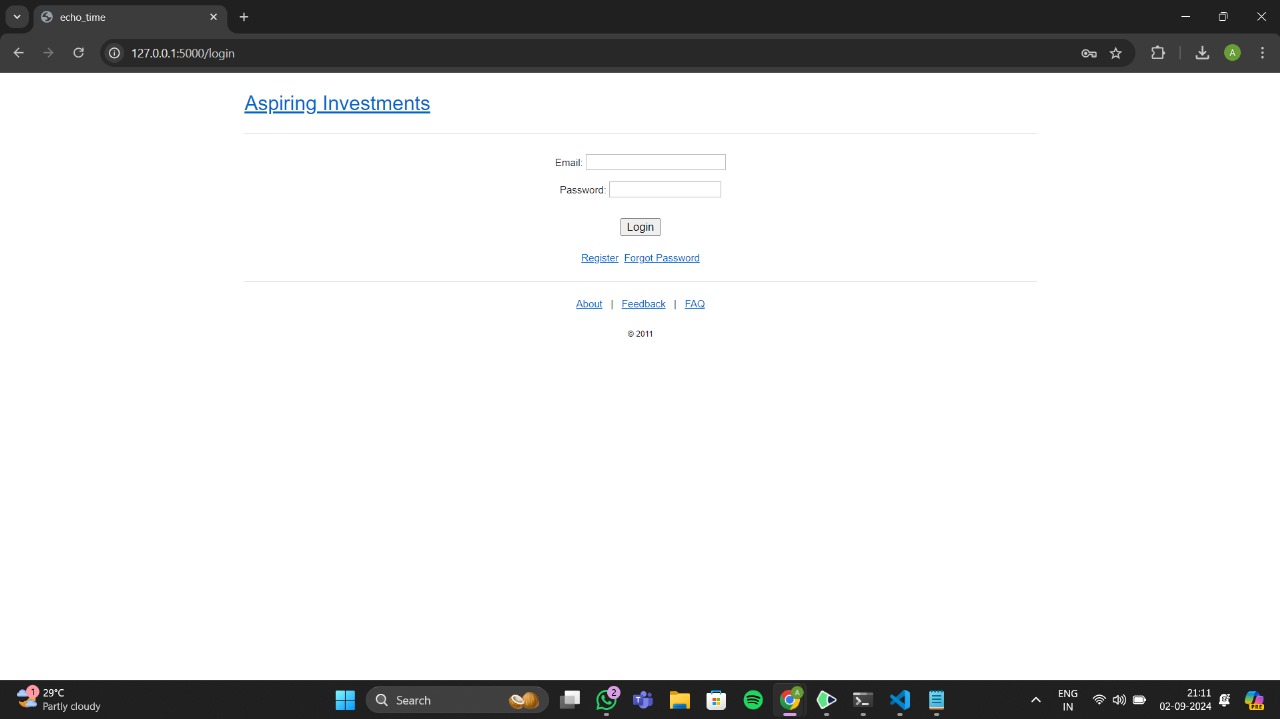 echo_time
127.0.0.1:5000/login
A
Aspiring Investments
Email:
Password:
Login
Register Forgot Password
About | Feedback | FAQ
© 2011
1
29°C
Partly cloudy
Search
2
A
ENG
IN
21:11
02-09-2024
PRE